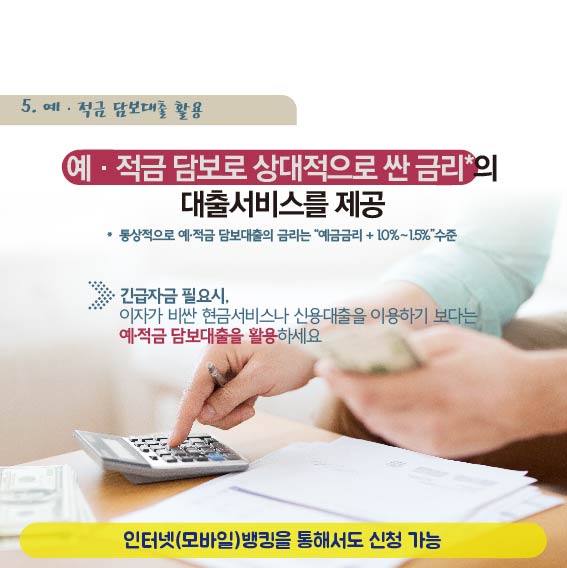 5. 예 · 적금 담보대출 활용
예 · 적금 담보로 상대적으로 싼 금리*의
대출서비스를 제공
* 통상적으로 예·적금 담보대출의 금리는 “예금금리 + 1.0%~1.5%”수준
긴급자금 필요시,
이자가 비싼 현금서비스나 신용대출을 이용하기 보다는
예·적금 담보대출을 활용하세요
인터넷(모바일)뱅킹을 통해서도 신청 가능